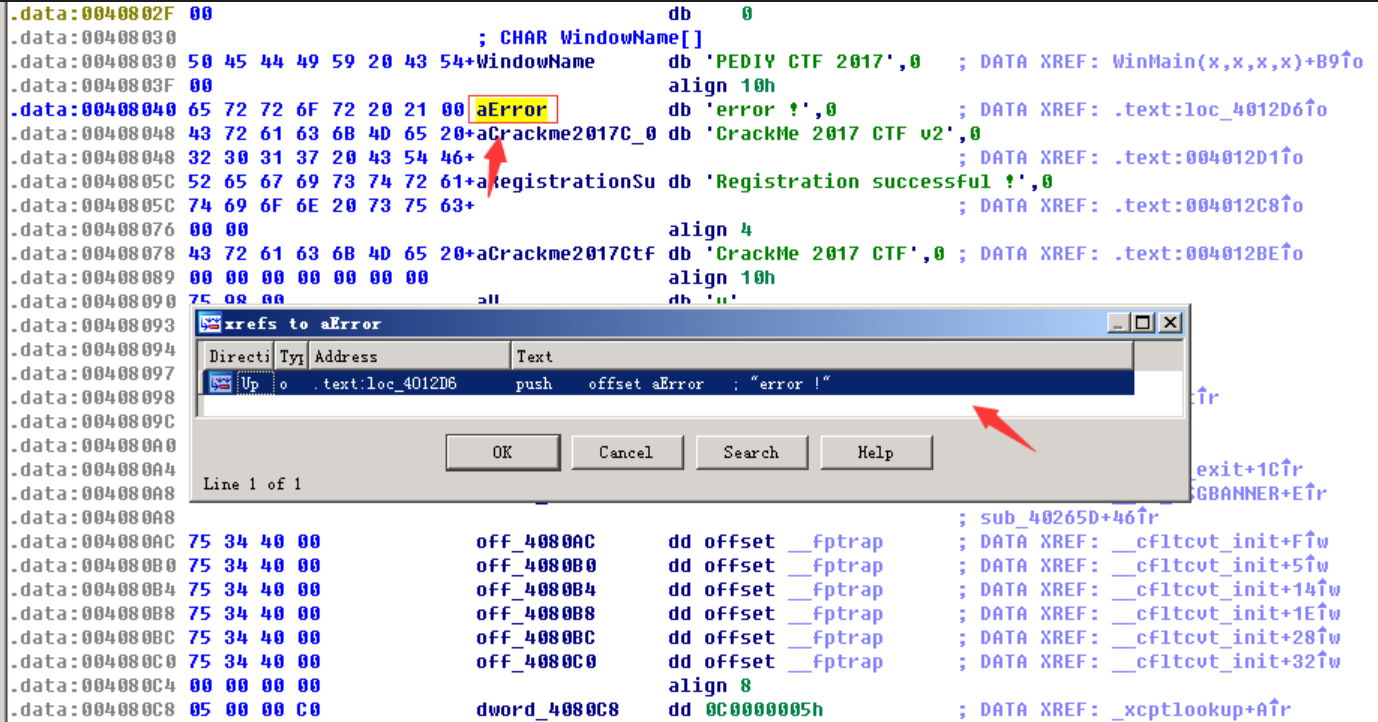 .data:0040802F 00 db 0
.data:00408030 ; CHAR WindowName[]
.data:00408030 50 45 44 49 59 20 43 54+WindowName db 'PEDIY CTF 2017',0 ; DATA XREF: WinMain(x,x,x,x)+B9↑o
.data:0040803F 00 align 10h
.data:00408040 65 72 72 6F 72 20 21 00 aError db 'error !',0 ; DATA XREF: .text:loc_4012D6↑o
.data:00408048 43 72 61 63 6B 4D 65 20+aCrackme2017C_0 db 'CrackMe 2017 CTF v2',0
.data:00408048 32 30 31 37 20 43 54 46+ ; DATA XREF: .text:004012D1↑o
.data:0040805C 52 65 67 69 73 74 72 61+aRegistrationSu db 'Registration successful !',0
.data:0040805C 74 69 6F 6E 20 73 75 63+ ; DATA XREF: .text:004012C8↑o
.data:00408076 00 00 align 4
.data:00408078 43 72 61 63 6B 4D 65 20+aCrackme2017Ctf db 'CrackMe 2017 CTF',0 ; DATA XREF: .text:004012BE↑o
.data:00408089 00 00 00 00 00 00 00 align 10h
.data:00408090 75 98 00 db 'u'
.data:00408093
xrefs to aError
.data:00408094
Directi Typ Address Text
.data:00408097
Up o .text:loc_4012D6 push offset aError ; "error !"
.data:00408098 ↑r
.data:0040809C
.data:004080A0
OK Cancel Search Help
.data:004080A4 _exit+1C↑r
Line 1 of 1
.data:004080A8 GBANNER+E↑r
.data:004080A8 ; sub_40265D+46↑r
.data:004080AC 75 34 40 00 off_4080AC dd offset __fptrap ; DATA XREF: __cfltcvt_init+F↑w
.data:004080B0 75 34 40 00 off_4080B0 dd offset __fptrap ; DATA XREF: __cfltcvt_init+5↑w
.data:004080B4 75 34 40 00 off_4080B4 dd offset __fptrap ; DATA XREF: __cfltcvt_init+14↑w
.data:004080B8 75 34 40 00 off_4080B8 dd offset __fptrap ; DATA XREF: __cfltcvt_init+1E↑w
.data:004080BC 75 34 40 00 off_4080BC dd offset __fptrap ; DATA XREF: __cfltcvt_init+28↑w
.data:004080C0 75 34 40 00 off_4080C0 dd offset __fptrap ; DATA XREF: __cfltcvt_init+32↑w
.data:004080C4 00 00 00 00 align 8
.data:004080C8 05 00 00 C0 dword_4080C8 dd 0C0000005h ; DATA XREF: _xcptlookup+A↑r